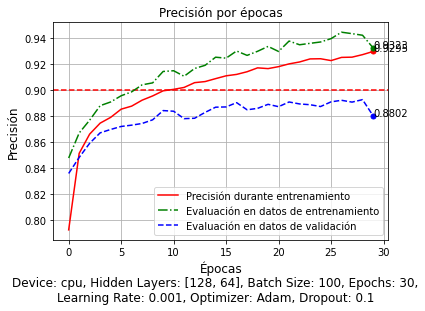 Precisión por épocas
0.94
0.92
0.90
0.88
0.86
0.84
0.82
0.80
Precisión
0.8802
Precisión durante entrenamiento
Evaluación en datos de entrenamiento
Evaluación en datos de validación
0 5 10 15 20 25 30
Épocas
Device: cpu, Hidden Layers: [128, 64], Batch Size: 100, Epochs: 30,
Learning Rate: 0.001, Optimizer: Adam, Dropout: 0.1